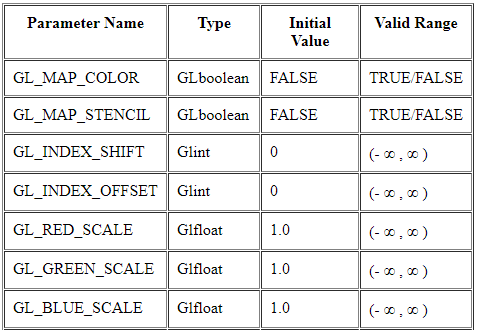 Parameter Name Type Initial Value Valid Range
GL_MAP_COLOR GLboolean FALSE TRUE/FALSE
GL_MAP_STENCIL GLboolean FALSE TRUE/FALSE
GL_INDEX_SHIFT Glint 0 (- ∞ , ∞ )
GL_INDEX_OFFSET Glint 0 (- ∞ , ∞ )
GL_RED_SCALE Glfloat 1.0 (- ∞ , ∞ )
GL_GREEN_SCALE Glfloat 1.0 (- ∞ , ∞ )
GL_BLUE_SCALE Glfloat 1.0 (- ∞ , ∞ )